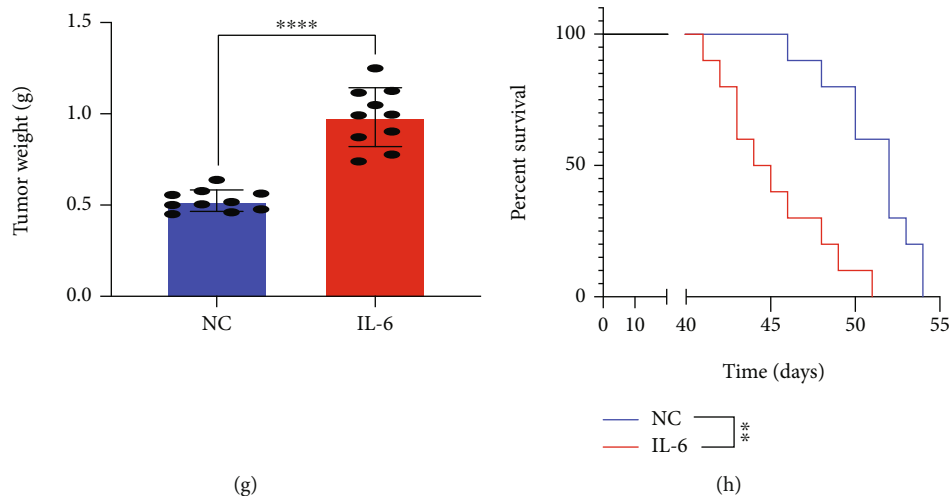 Tumor weight (g)
1.5
1.0
0.5
0.0
****
NC
IL-6
(g)
Percent survival
100
50
0
0
10
40
45
50
55
Time (days)
NC
IL-6
**
(h)